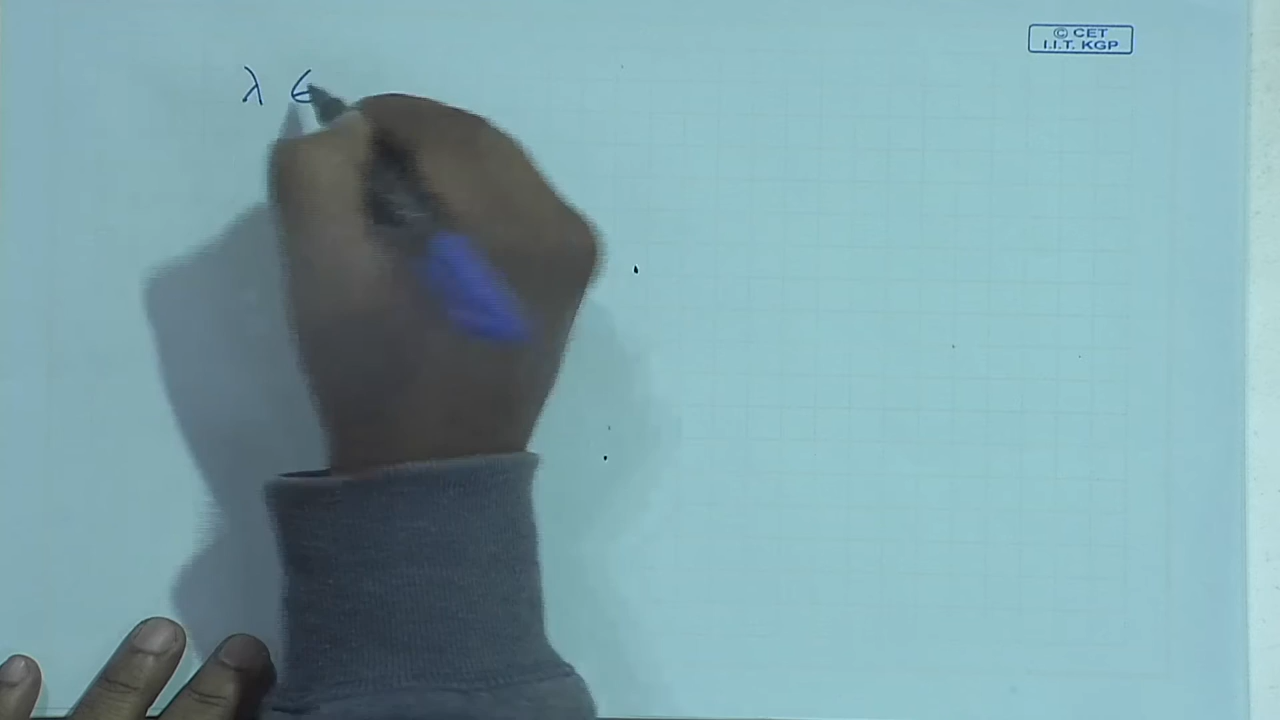 © CET
I.I.T. KGP
λ ∈